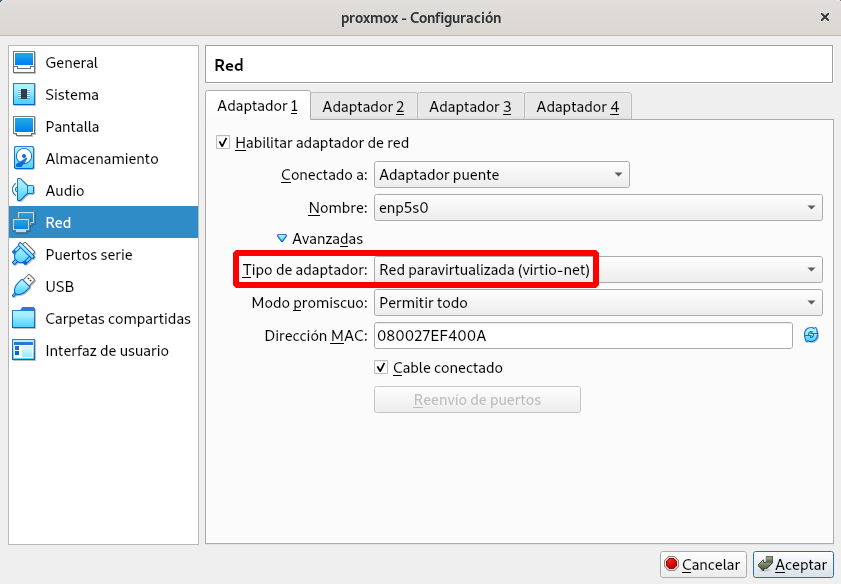 proxmox - Configuración
General
Sistema
Pantalla
Almacenamiento
Audio
Red
Puertos serie
USB
Carpetas compartidas
Interfaz de usuario
Red
Adaptador 1 Adaptador 2 Adaptador 3 Adaptador 4
Habilitar adaptador de red
Conectado a: Adaptador puente
Nombre: enp5s0
Avanzadas
Tipo de adaptador: Red paravirtualizada (virtio-net)
Modo promiscuo: Permitir todo
Dirección MAC: 080027EF400A
Cable conectado
Reenvío de puertos
Cancelar Aceptar